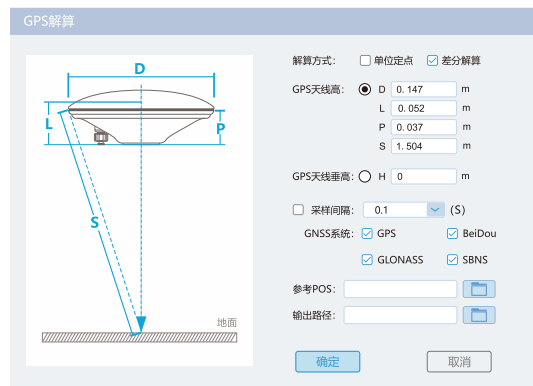 GPS解算
D
L
P
S
地面
解算方式： 单位定点 差分解算
GPS天线高： D 0.147 m
L 0.052 m
P 0.037 m
S 1.504 m
GPS天线垂高： H 0 m
采样间隔： 0.1 (S)
GNSS系统： GPS BeiDou
GLONASS SBNS
参考POS：
输出路径：
确定 取消